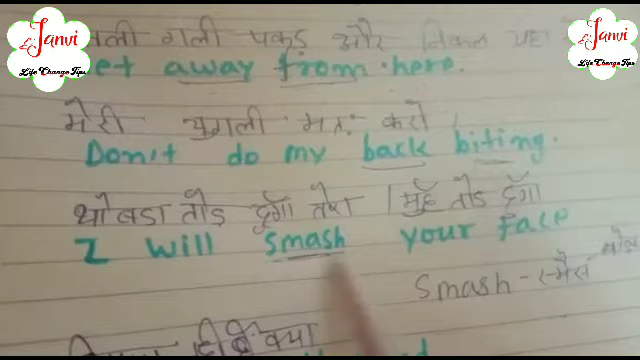 Janvi
Life Change Tips
Janvi
Life Change Tips
गली पकड़ और निकल यहा
Get away from here.
मेरी चुगली मत करो ।
Don't do my back biting.
थोबडा तोड दुँगा तेरा / मुहँ तोड दुँगा
I will smash your face
Smash - स्मैस
क्या